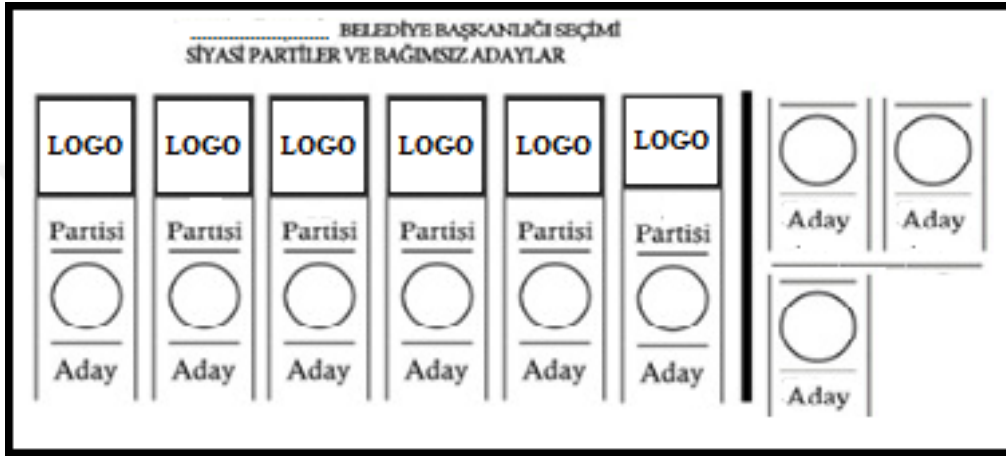 .................... BELEDİYE BAŞKANLIĞI SEÇİMİ
SİYASİ PARTİLER VE BAĞIMSIZ ADAYLAR
LOGO LOGO LOGO LOGO LOGO LOGO
Partisi Partisi Partisi Partisi Partisi Partisi
Aday Aday Aday Aday Aday Aday
Aday Aday
Aday